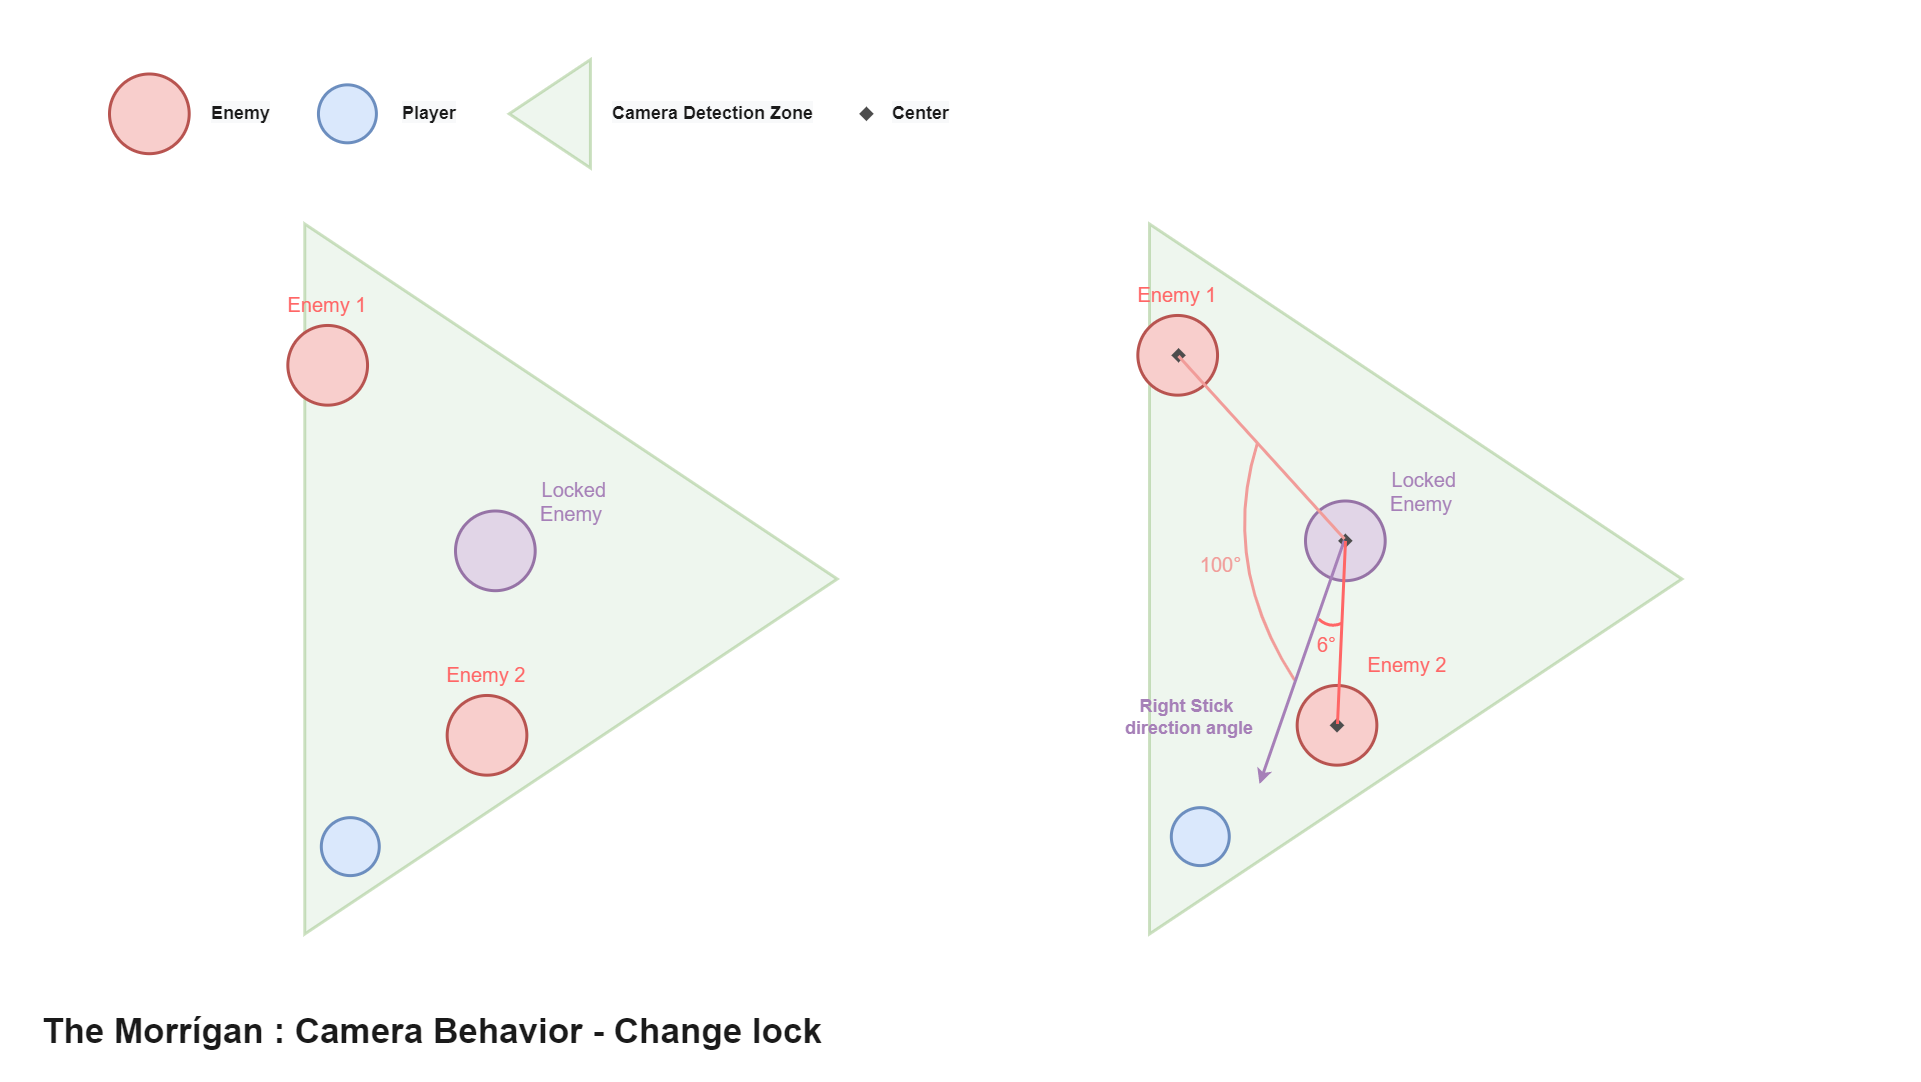 Enemy
Player
Camera Detection Zone
Center
Enemy 1
Locked
Enemy
Enemy 2
Enemy 1
Locked
Enemy
100°
6°
Enemy 2
Right Stick
direction angle
The Morrígan : Camera Behavior - Change lock